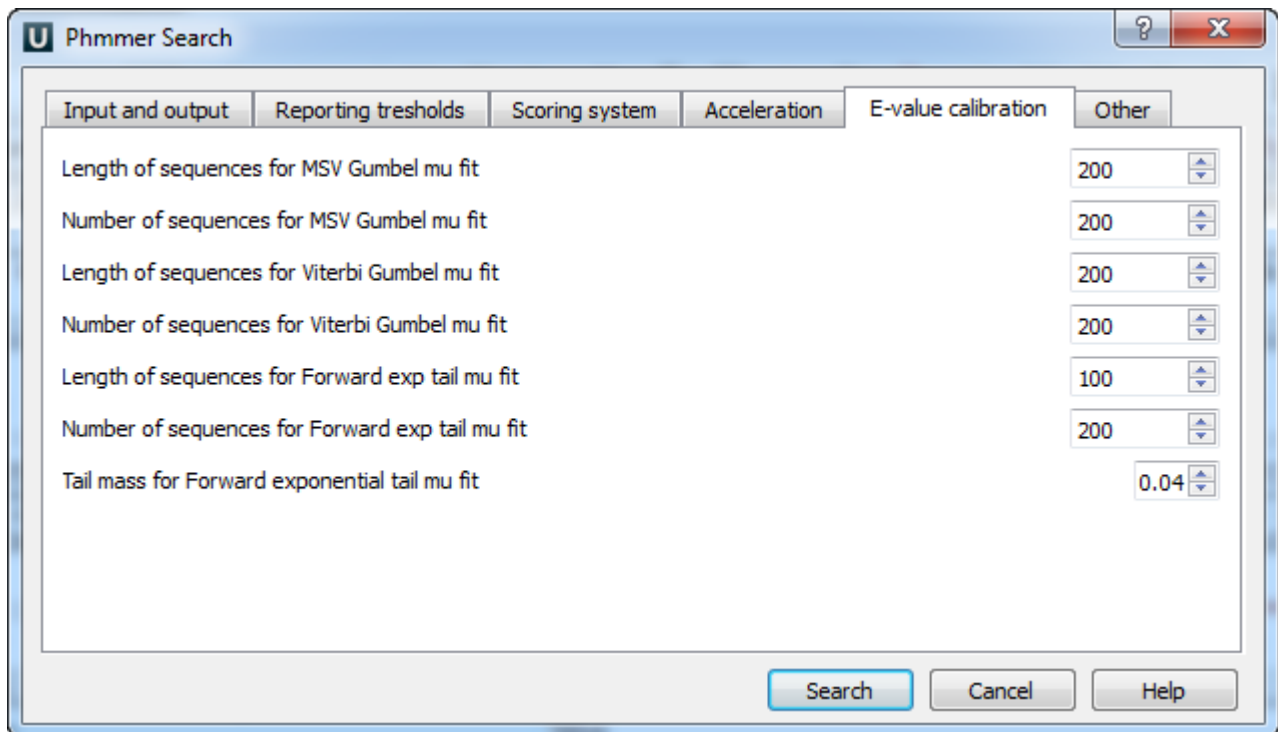 U Phmmer Search
?
X
Input and output Reporting tresholds Scoring system Acceleration E-value calibration Other
Length of sequences for MSV Gumbel mu fit 200
Number of sequences for MSV Gumbel mu fit 200
Length of sequences for Viterbi Gumbel mu fit 200
Number of sequences for Viterbi Gumbel mu fit 200
Length of sequences for Forward exp tail mu fit 100
Number of sequences for Forward exp tail mu fit 200
Tail mass for Forward exponential tail mu fit 0.04
Search Cancel Help